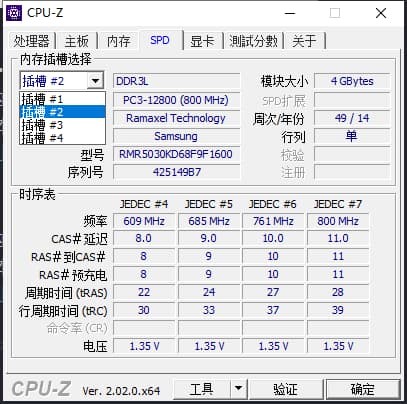 CPU-Z
处理器 主板 内存 SPD 显卡 測試分數 关于
内存插槽选择
插槽 #2 DDR3L 模块大小 4 GBytes
插槽 #1
插槽 #2
插槽 #3
插槽 #4
PC3-12800 (800 MHz) SPD扩展
Ramaxel Technology 周次/年份 49 / 14
Samsung 行列 单
型号 RMR5030KD68F9F1600 校验
序列号 425149B7 注册
时序表
JEDEC #4 JEDEC #5 JEDEC #6 JEDEC #7
频率 609 MHz 685 MHz 761 MHz 800 MHz
CAS# 延迟 8.0 9.0 10.0 11.0
RAS# 到CAS# 8 9 10 11
RAS# 预充电 8 9 10 11
周期时间 (tRAS) 22 24 27 28
行周期时间 (tRC) 30 33 37 39
命令率 (CR)
电压 1.35 V 1.35 V 1.35 V 1.35 V
CPU-Z Ver. 2.02.0.x64 工具 验证 确定